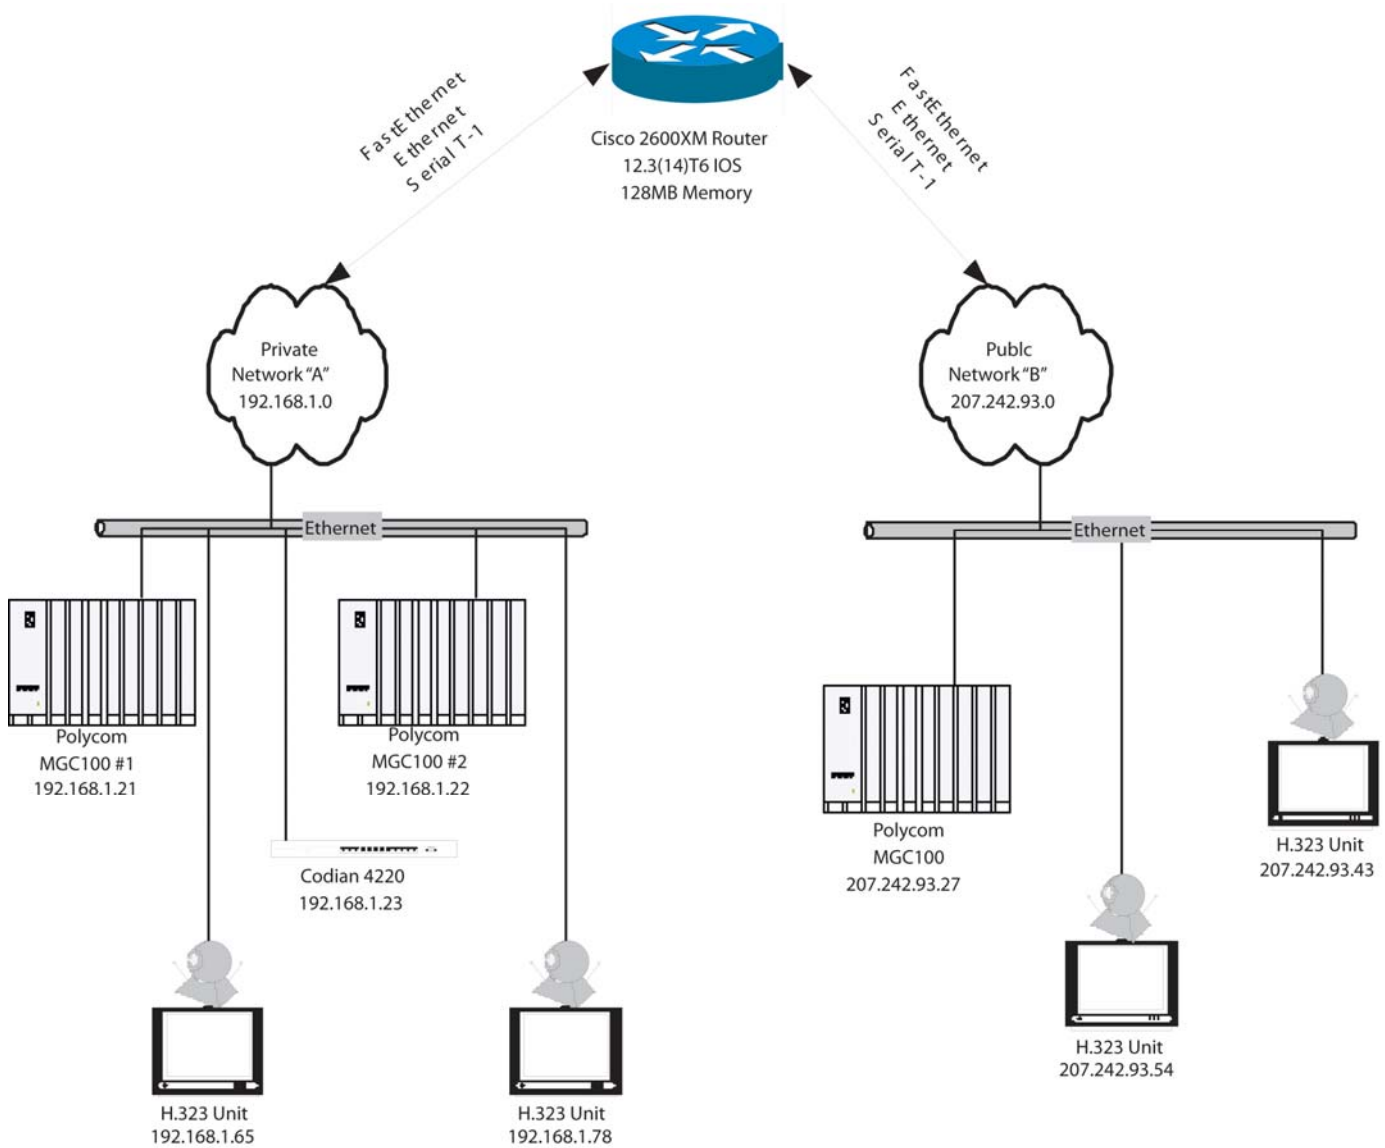 FastEthernet
Ethernet
Serial T-1
FastEthernet
Ethernet
Serial T-1
Cisco 2600XM Router
12.3(14)T6 IOS
128MB Memory
Private
Network "A"
192.168.1.0
Publc
Network "B"
207.242.93.0
Ethernet
Ethernet
Polycom
MGC100 #1
192.168.1.21
Polycom
MGC100 #2
192.168.1.22
Codian 4220
192.168.1.23
Polycom
MGC100
207.242.93.27
H.323 Unit
207.242.93.43
H.323 Unit
207.242.93.54
H.323 Unit
192.168.1.65
H.323 Unit
192.168.1.78